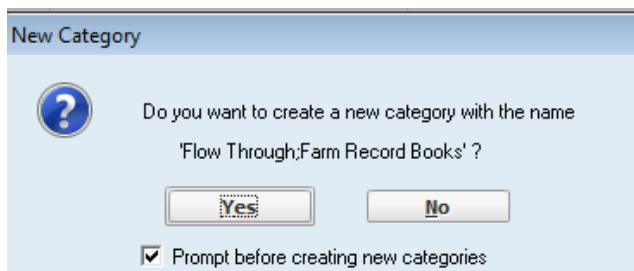 New Category
Do you want to create a new category with the name
'Flow Through;Farm Record Books' ?
Yes No
Prompt before creating new categories